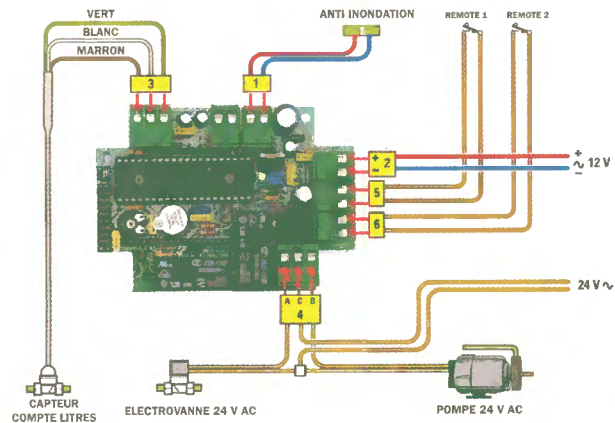 VERT
BLANC
MARRON
ANTI INONDATION
REMOTE 1
REMOTE 2
3
1
+
- 2
+
~ 12 V
-
5
6
A C B
4
24 V ~
CAPTEUR
COMPTE LITRES
ELECTROVANNE 24 V AC
POMPE 24 V AC